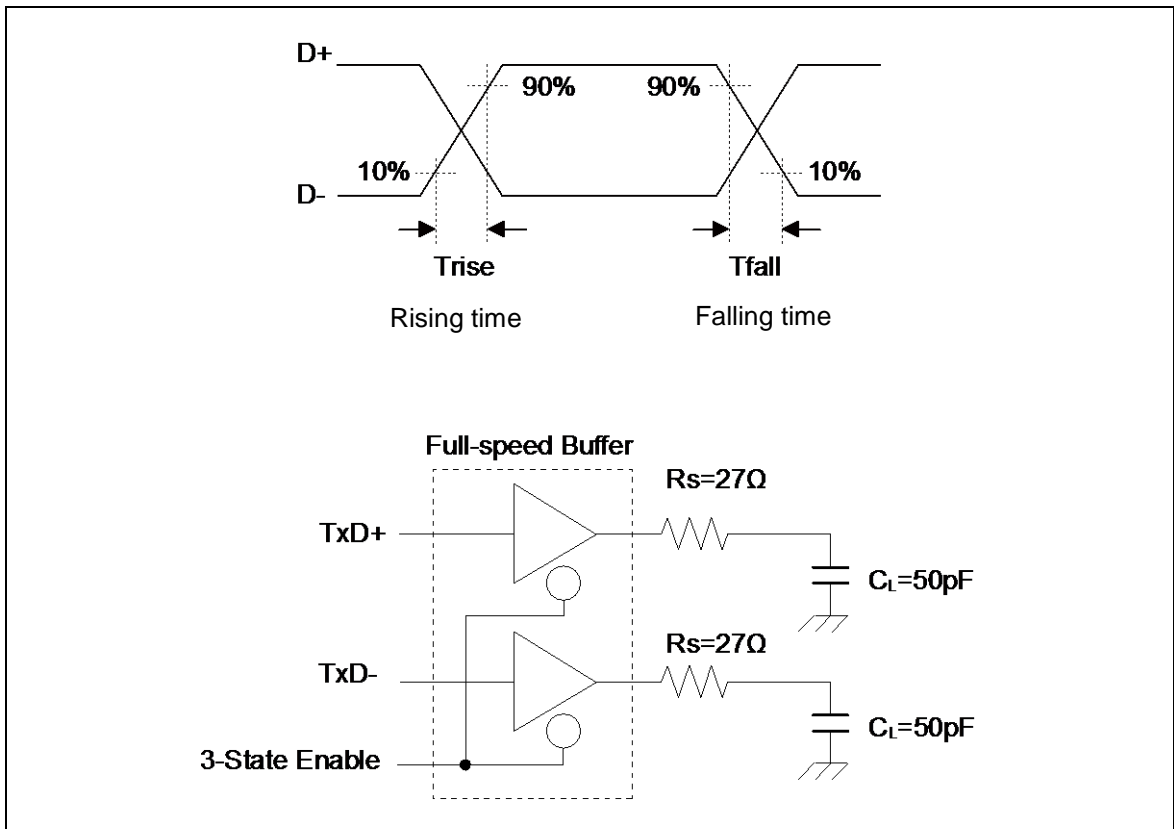 D+
90%
90%
10%
10%
D-
Trise
Tfall
Rising time
Falling time
Full-speed Buffer
Rs=27Ω
TxD+
CL=50pF
Rs=27Ω
TxD-
CL=50pF
3-State Enable